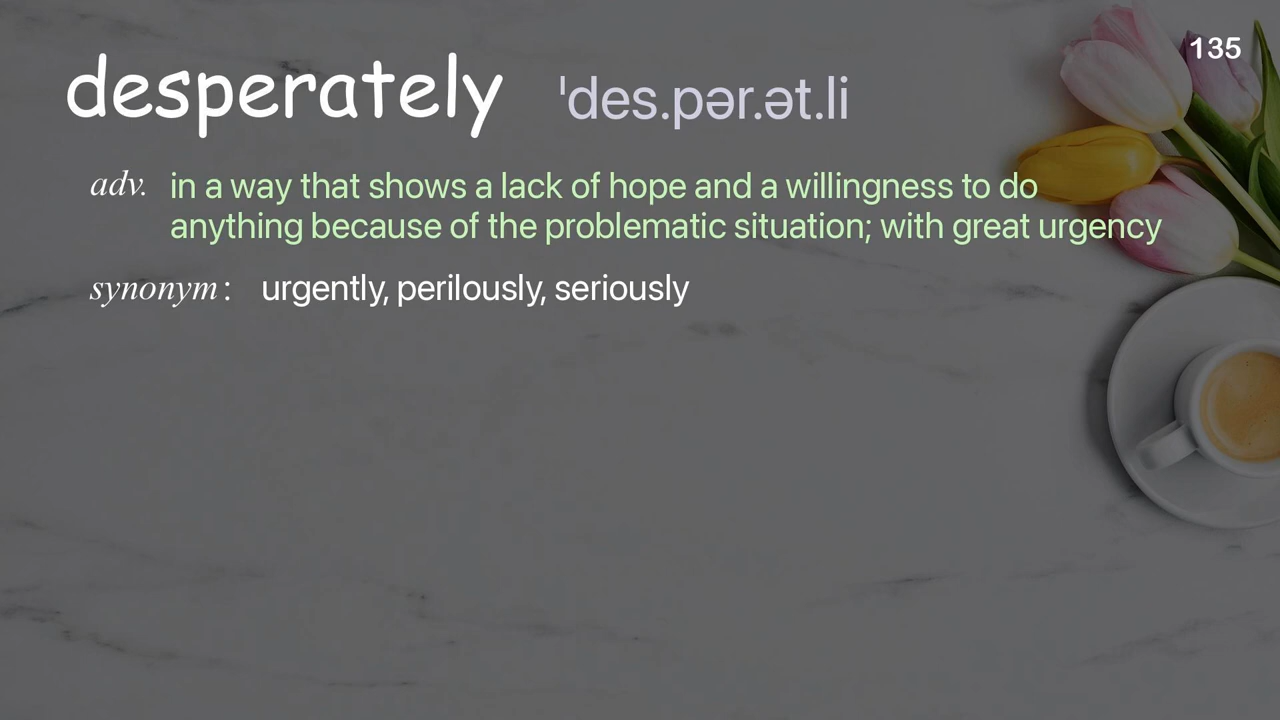 135
desperately ˈdes.pər.ət.li
adv. in a way that shows a lack of hope and a willingness to do
anything because of the problematic situation; with great urgency
synonym : urgently, perilously, seriously